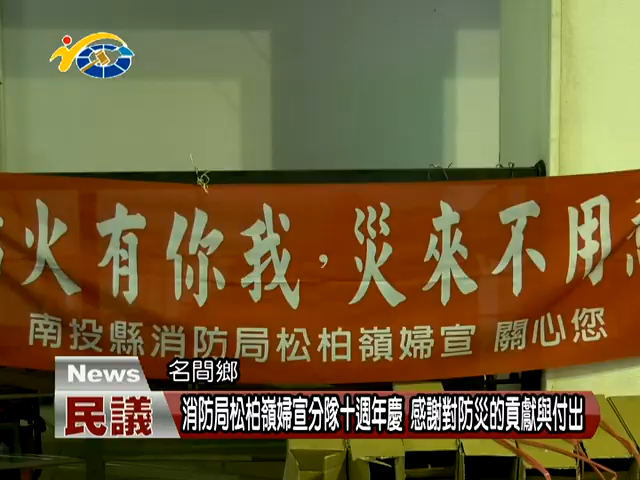 火有你我，災來不用
南投縣消防局松柏嶺婦宣 關心您
News
名間鄉
民議
消防局松柏嶺婦宣分隊十週年慶 感謝對防災的貢獻與付出